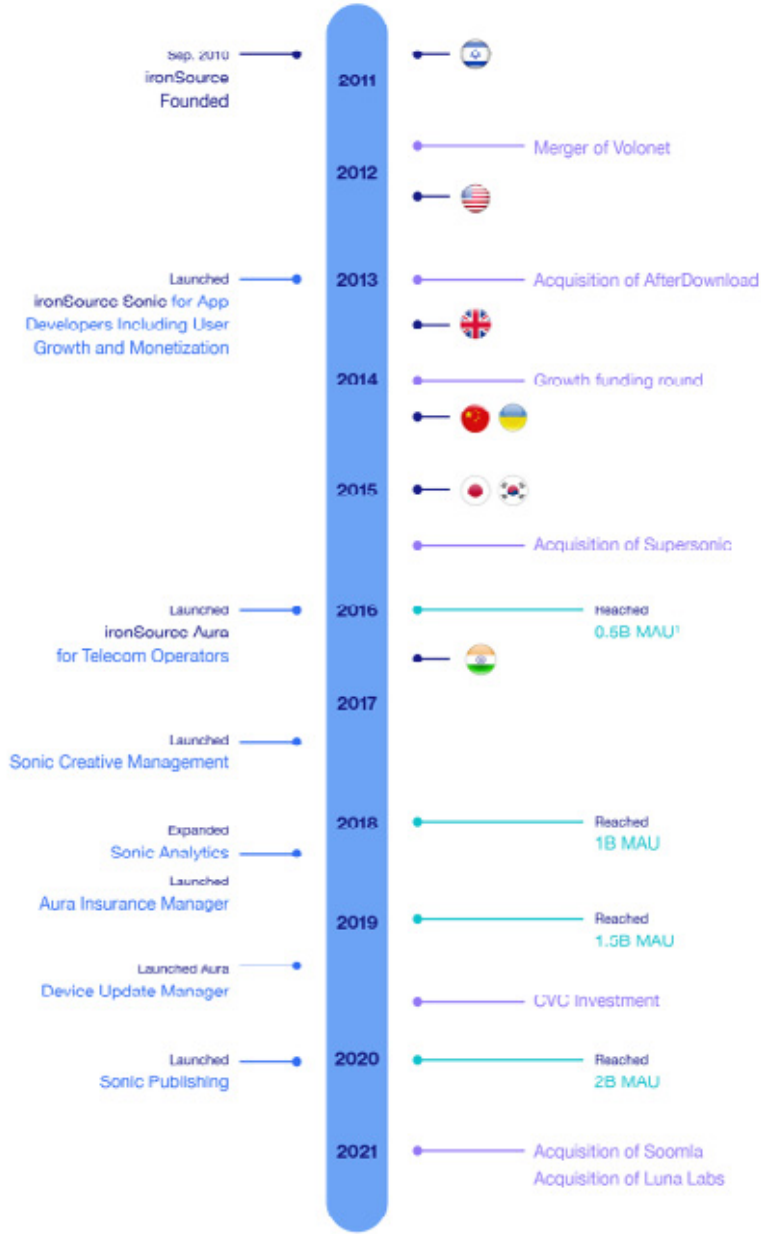 Sep. 2010
ironSource
Founded
2011
Merger of Volonet
2012
Launched
ironSource Sonic for App
Developers Including User
Growth and Monetization
2013
Acquisition of AfterDownload
2014
Growth funding round
2015
Acquisition of Supersonic
Launched
ironSource Aura
for Telecom Operators
2016
Reached
0.5B MAU¹
2017
Launched
Sonic Creative Management
2018
Reached
1B MAU
Expanded
Sonic Analytics
Launched
Aura Insurance Manager
2019
Reached
1.5B MAU
Launched Aura
Device Update Manager
CVC Investment
Launched
Sonic Publishing
2020
Reached
2B MAU
2021
Acquisition of Soomla
Acquisition of Luna Labs